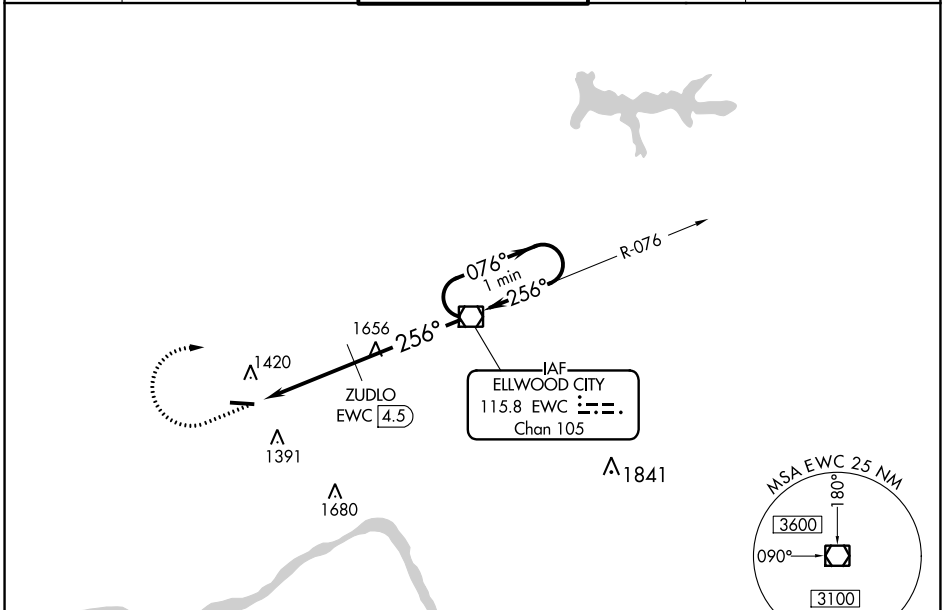 R-076
076°
1 min
256°
1656
256°
1420
ZUDLO
EWC 4.5
IAF
ELLWOOD CITY
115.8 EWC
Chan 105
1391
1841
1680
MSA EWC 25 NM
180°
3600
090°
3100